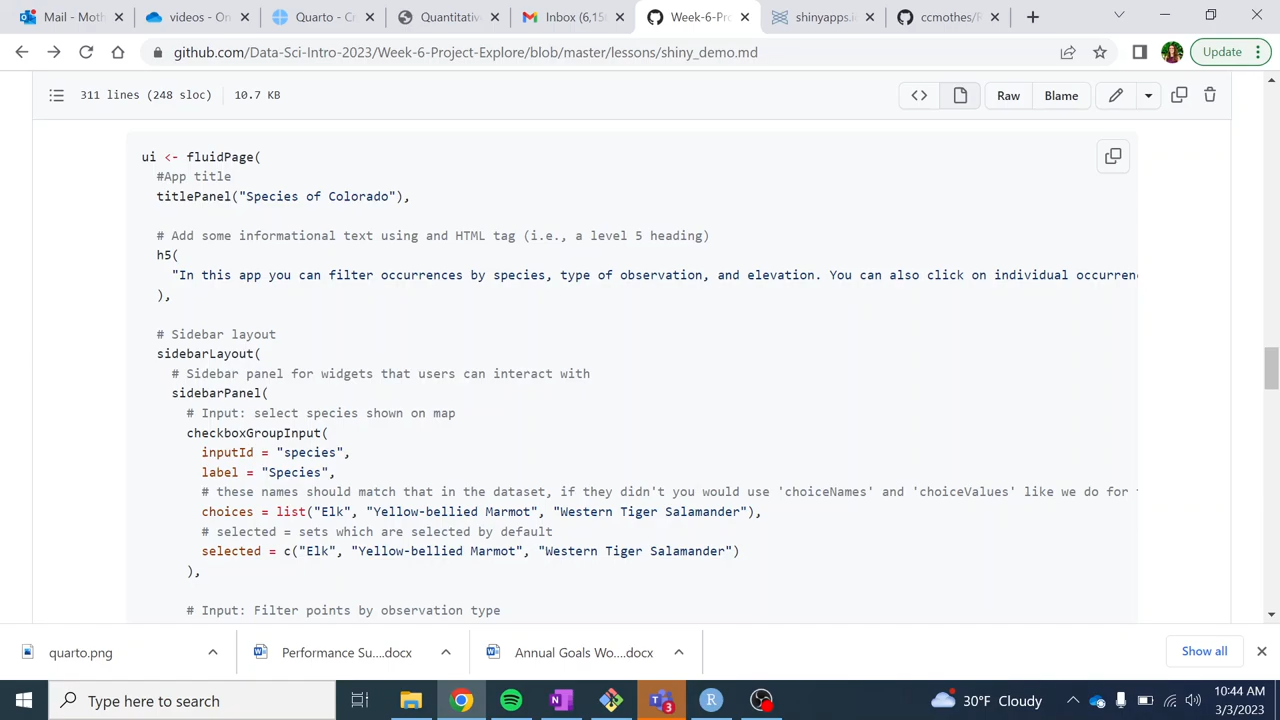 Mail - Moth
videos - On
Quarto - Cr
Quantitativ
Inbox (6,15
Week-6-Pro
shinyapps.i
ccmothes/R
github.com/Data-Sci-Intro-2023/Week-6-Project-Explore/blob/master/lessons/shiny_demo.md
Update
311 lines (248 sloc)
10.7 KB
Raw
Blame
ui <- fluidPage(
#App title
titlePanel("Species of Colorado"),
# Add some informational text using and HTML tag (i.e., a level 5 heading)
h5(
"In this app you can filter occurrences by species, type of observation, and elevation. You can also click on individual occurren
),
# Sidebar layout
sidebarLayout(
# Sidebar panel for widgets that users can interact with
sidebarPanel(
# Input: select species shown on map
checkboxGroupInput(
inputId = "species",
label = "Species",
# these names should match that in the dataset, if they didn't you would use 'choiceNames' and 'choiceValues' like we do for
choices = list("Elk", "Yellow-bellied Marmot", "Western Tiger Salamander"),
# selected = sets which are selected by default
selected = c("Elk", "Yellow-bellied Marmot", "Western Tiger Salamander")
),
# Input: Filter points by observation type
quarto.png
Performance Su....docx
Annual Goals Wo....docx
Show all
Type here to search
3
30°F Cloudy
10:44 AM
3/3/2023